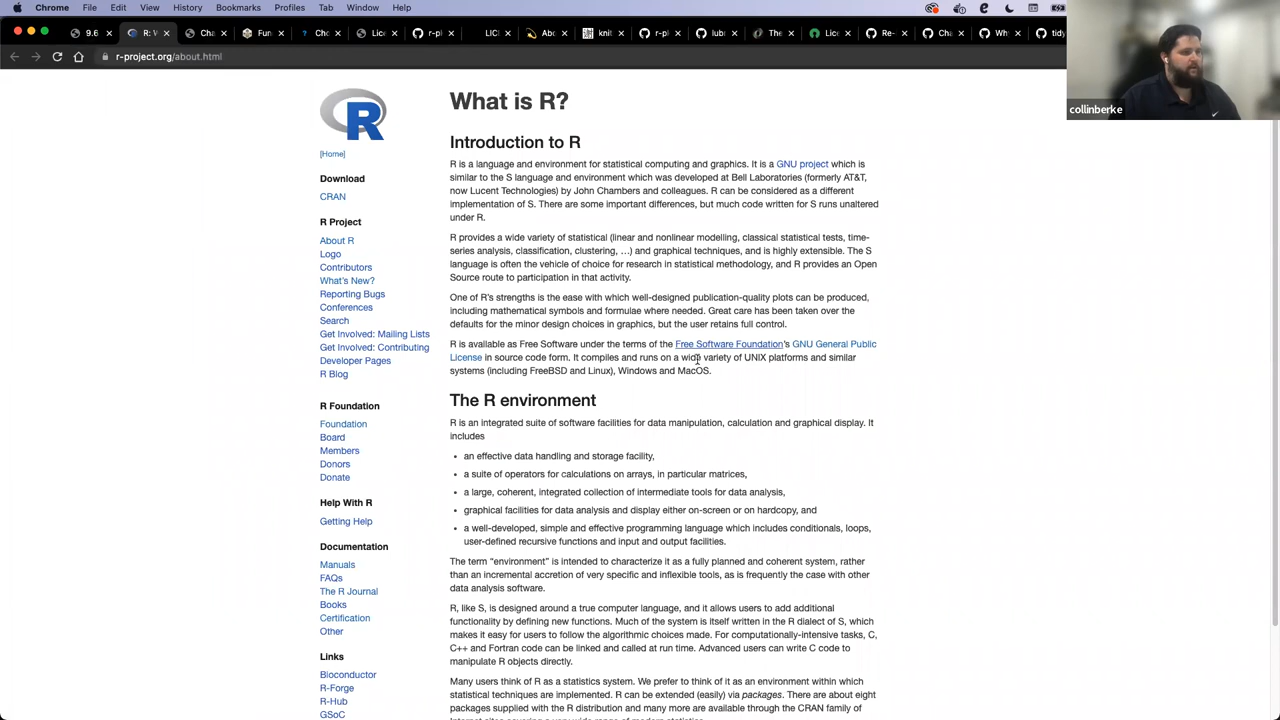 Chrome File Edit View History Bookmarks Profiles Tab Window Help
9.6 R: W Cha Fun Cho Lice r-pl LICE Abo knit r-pl lub The Lice Re- Cha Why tidy
r-project.org/about.html
collinberke
R
[Home]
Download
CRAN
R Project
About R
Logo
Contributors
What's New?
Reporting Bugs
Conferences
Search
Get Involved: Mailing Lists
Get Involved: Contributing
Developer Pages
R Blog
R Foundation
Foundation
Board
Members
Donors
Donate
Help With R
Getting Help
Documentation
Manuals
FAQs
The R Journal
Books
Certification
Other
Links
Bioconductor
R-Forge
R-Hub
GSoC
What is R?
Introduction to R
R is a language and environment for statistical computing and graphics. It is a GNU project which is
similar to the S language and environment which was developed at Bell Laboratories (formerly AT&T,
now Lucent Technologies) by John Chambers and colleagues. R can be considered as a different
implementation of S. There are some important differences, but much code written for S runs unaltered
under R.
R provides a wide variety of statistical (linear and nonlinear modelling, classical statistical tests, time-
series analysis, classification, clustering, …) and graphical techniques, and is highly extensible. The S
language is often the vehicle of choice for research in statistical methodology, and R provides an Open
Source route to participation in that activity.
One of R's strengths is the ease with which well-designed publication-quality plots can be produced,
including mathematical symbols and formulae where needed. Great care has been taken over the
defaults for the minor design choices in graphics, but the user retains full control.
R is available as Free Software under the terms of the Free Software Foundation's GNU General Public
License in source code form. It compiles and runs on a wide variety of UNIX platforms and similar
systems (including FreeBSD and Linux), Windows and MacOS.
The R environment
R is an integrated suite of software facilities for data manipulation, calculation and graphical display. It
includes
• an effective data handling and storage facility,
• a suite of operators for calculations on arrays, in particular matrices,
• a large, coherent, integrated collection of intermediate tools for data analysis,
• graphical facilities for data analysis and display either on-screen or on hardcopy, and
• a well-developed, simple and effective programming language which includes conditionals, loops,
user-defined recursive functions and input and output facilities.
The term "environment" is intended to characterize it as a fully planned and coherent system, rather
than an incremental accretion of very specific and inflexible tools, as is frequently the case with other
data analysis software.
R, like S, is designed around a true computer language, and it allows users to add additional
functionality by defining new functions. Much of the system is itself written in the R dialect of S, which
makes it easy for users to follow the algorithmic choices made. For computationally-intensive tasks, C,
C++ and Fortran code can be linked and called at run time. Advanced users can write C code to
manipulate R objects directly.
Many users think of R as a statistics system. We prefer to think of it as an environment within which
statistical techniques are implemented. R can be extended (easily) via packages. There are about eight
packages supplied with the R distribution and many more are available through the CRAN family of